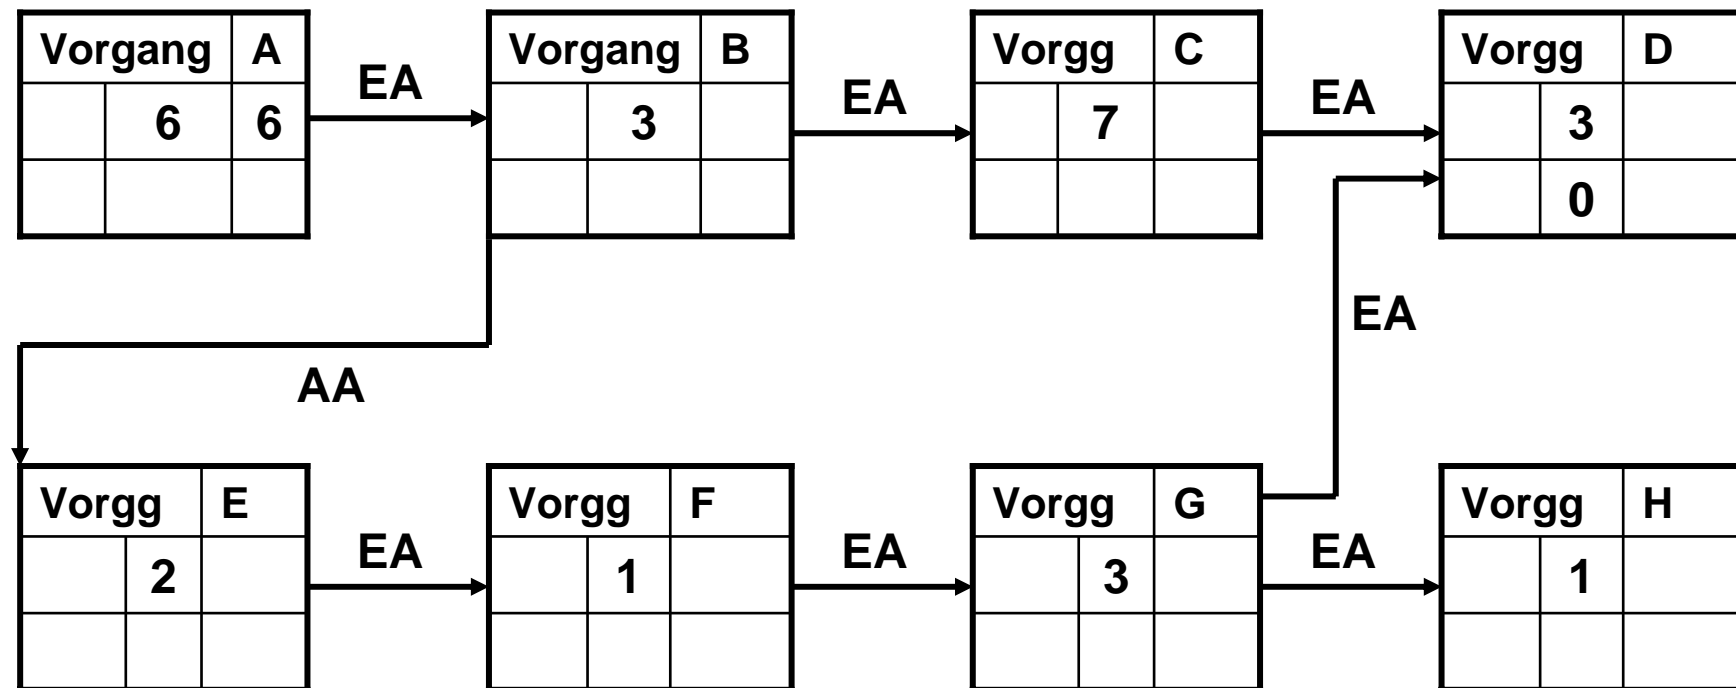 Vorgang A
6 6
EA
Vorgang B
3
EA
Vorgg C
7
EA
Vorgg D
3
0
EA
AA
Vorgg E
2
EA
Vorgg F
1
EA
Vorgg G
3
EA
Vorgg H
1